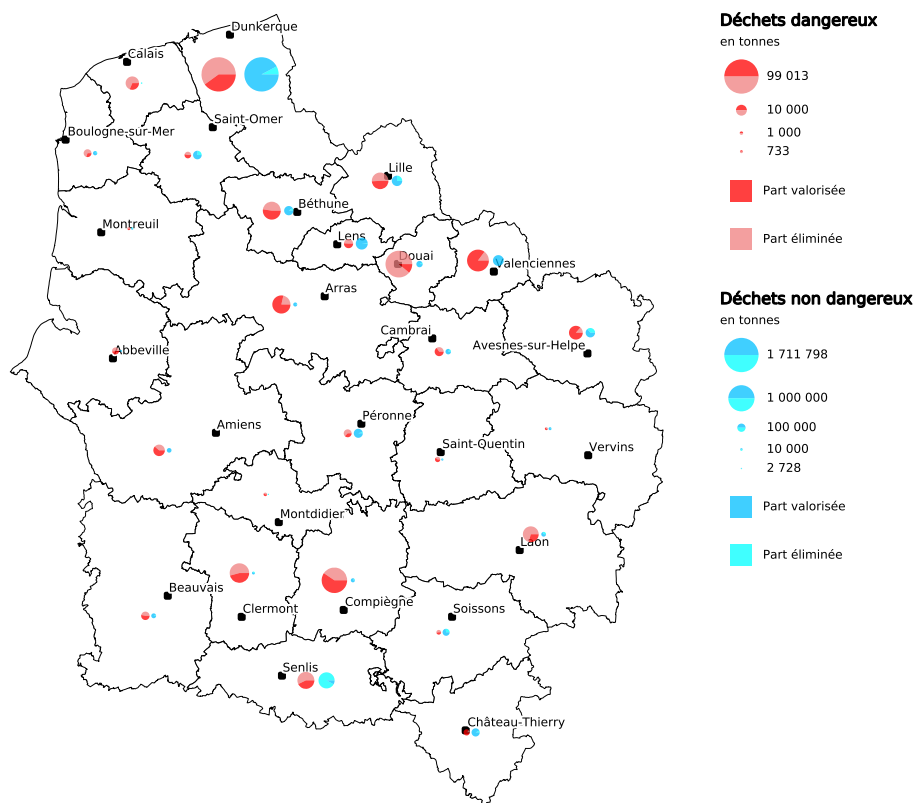 Dunkerque
Calais
Boulogne-sur-Mer
Saint-Omer
Lille
Montreuil
Béthune
Lens
Douai
Valenciennes
Arras
Cambrai
Avesnes-sur-Helpe
Abbeville
Amiens
Péronne
Saint-Quentin
Vervins
Montdidier
Laon
Beauvais
Clermont
Compiègne
Soissons
Senlis
Château-Thierry
Déchets dangereux
en tonnes
99 013
10 000
1 000
733
Part valorisée
Part éliminée
Déchets non dangereux
en tonnes
1 711 798
1 000 000
100 000
10 000
2 728
Part valorisée
Part éliminée